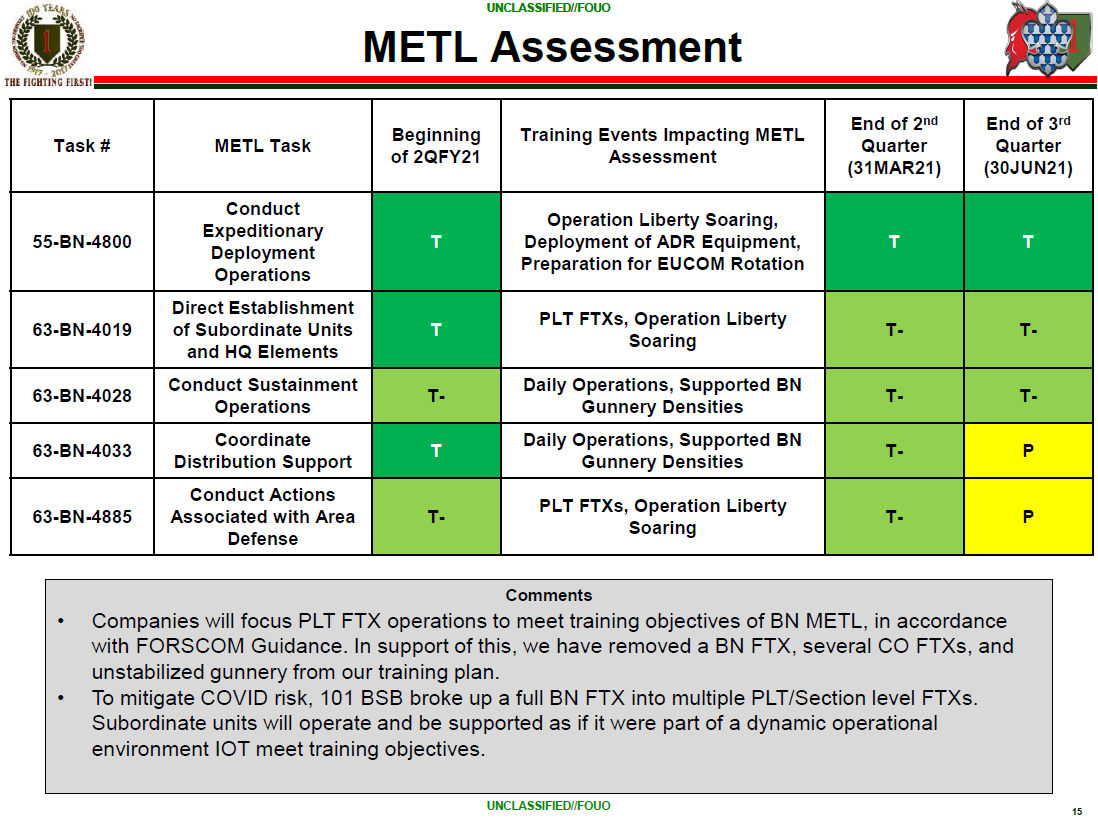 UNCLASSIFIED//FOUO
METL Assessment
100 YEARS
1
1917 - 2017
THE FIGHTING FIRST!
1
Task #
METL Task
Beginning
of 2QFY21
Training Events Impacting METL
Assessment
End of 2nd
Quarter
(31MAR21)
End of 3rd
Quarter
(30JUN21)
55-BN-4800
Conduct
Expeditionary
Deployment
Operations
T
Operation Liberty Soaring,
Deployment of ADR Equipment,
Preparation for EUCOM Rotation
T
T
63-BN-4019
Direct Establishment
of Subordinate Units
and HQ Elements
T
PLT FTXs, Operation Liberty
Soaring
T-
T-
63-BN-4028
Conduct Sustainment
Operations
T-
Daily Operations, Supported BN
Gunnery Densities
T-
T-
63-BN-4033
Coordinate
Distribution Support
T
Daily Operations, Supported BN
Gunnery Densities
T-
P
63-BN-4885
Conduct Actions
Associated with Area
Defense
T-
PLT FTXs, Operation Liberty
Soaring
T-
P
Comments
• Companies will focus PLT FTX operations to meet training objectives of BN METL, in accordance
with FORSCOM Guidance. In support of this, we have removed a BN FTX, several CO FTXs, and
unstabilized gunnery from our training plan.
• To mitigate COVID risk, 101 BSB broke up a full BN FTX into multiple PLT/Section level FTXs.
Subordinate units will operate and be supported as if it were part of a dynamic operational
environment IOT meet training objectives.
UNCLASSIFIED//FOUO
15